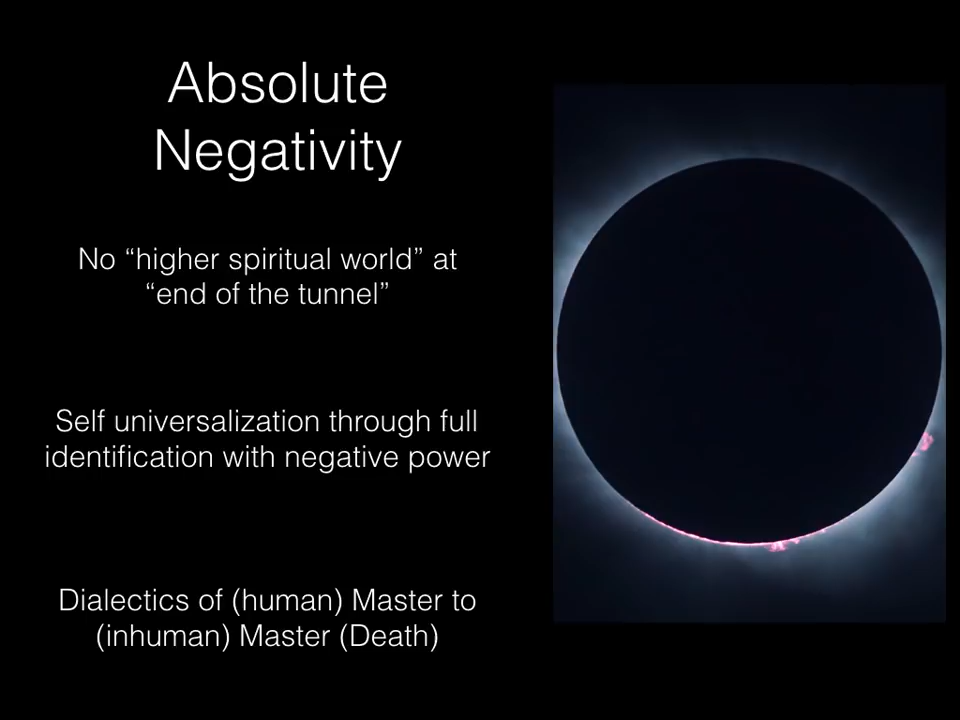 Absolute
Negativity
No “higher spiritual world” at
“end of the tunnel”
Self universalization through full
identification with negative power
Dialectics of (human) Master to
(inhuman) Master (Death)